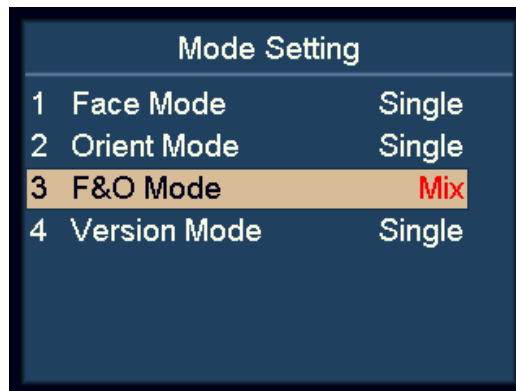 Mode Setting
1 Face Mode Single
2 Orient Mode Single
3 F&O Mode Mix
4 Version Mode Single